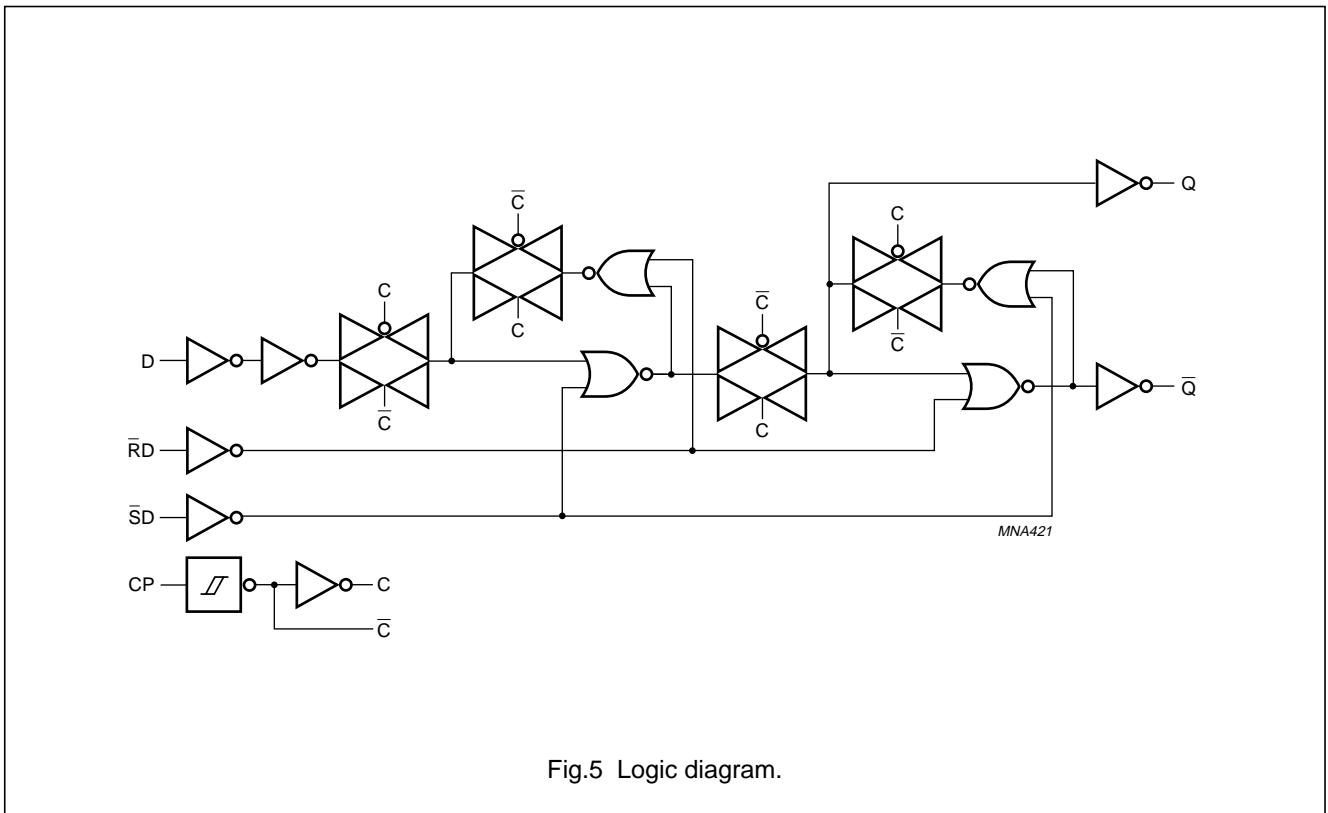 Q
C̅
C
C
C̅
D
C
C̅
C̅
C
Q̅
R̅D
S̅D
MNA421
CP
C
C̅
Fig.5 Logic diagram.